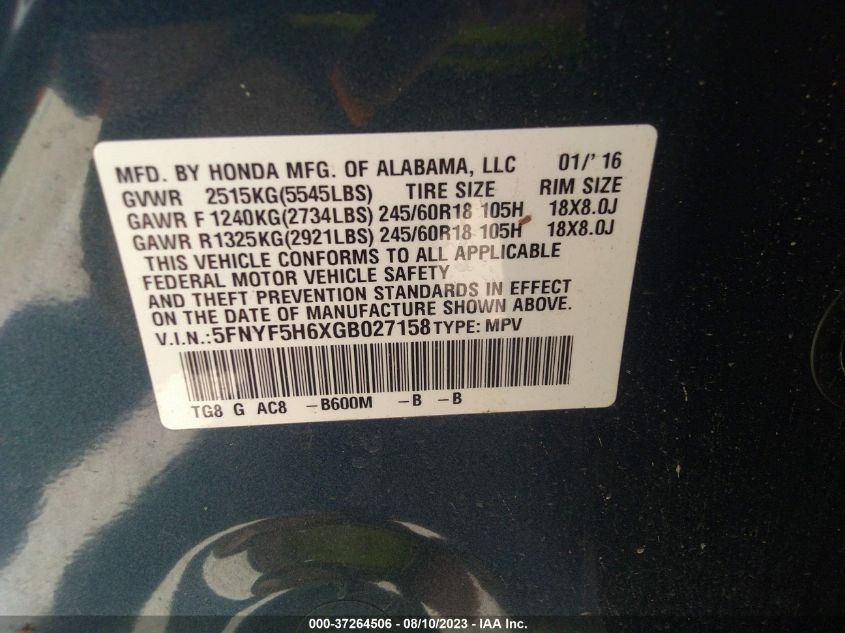 MFD. BY HONDA MFG. OF ALABAMA, LLC 01/'16
GVWR 2515KG(5545LBS) TIRE SIZE RIM SIZE
GAWR F 1240KG(2734LBS) 245/60R18 105H 18X8.0J
GAWR R1325KG(2921LBS) 245/60R18 105H 18X8.0J
THIS VEHICLE CONFORMS TO ALL APPLICABLE
FEDERAL MOTOR VEHICLE SAFETY
AND THEFT PREVENTION STANDARDS IN EFFECT
ON THE DATE OF MANUFACTURE SHOWN ABOVE.
V.I.N.:5FNYF5H6XGB027158 TYPE: MPV
TG8 G AC8 -B600M -B -B
000-37264506 - 08/10/2023 - IAA Inc.